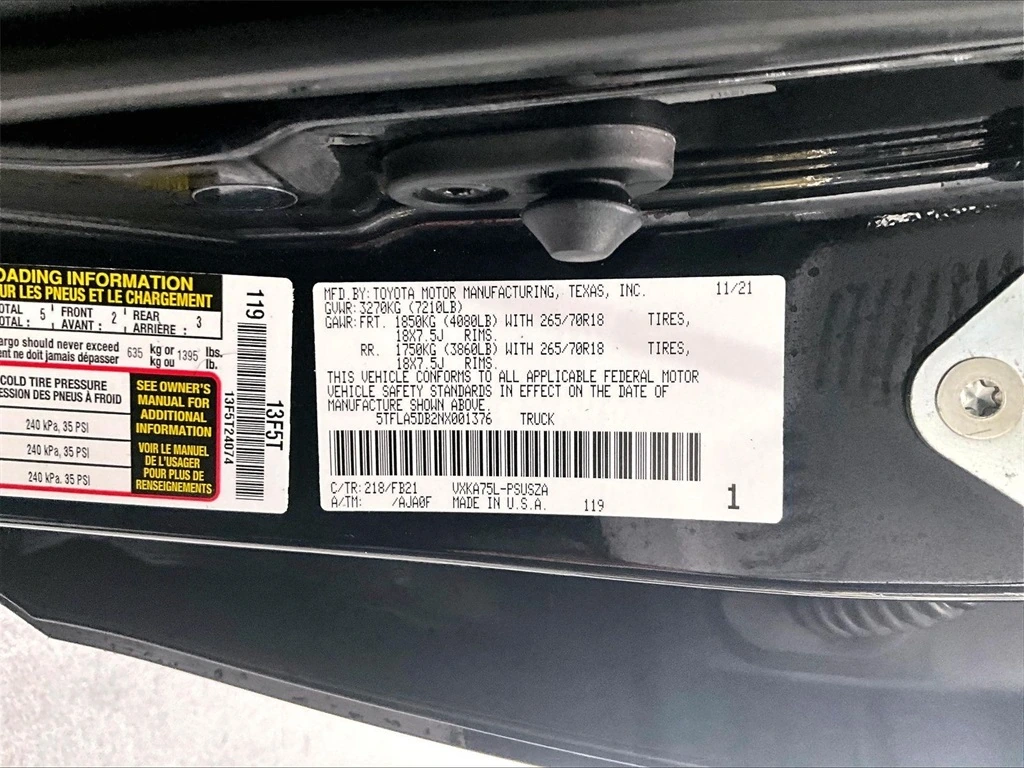 OADING INFORMATION
UR LES PNEUS ET LE CHARGEMENT
OTAL : 5 FRONT : 2 REAR : 3
AVANT : ARRIÈRE :
argo should never exceed 635 kg or 1395 lbs.
ent ne doit jamais dépasser kg ou lb.
COLD TIRE PRESSURE
ESSION DES PNEUS À FROID
240 kPa, 35 PSI
240 kPa, 35 PSI
240 kPa, 35 PSI
SEE OWNER'S
MANUAL FOR
ADDITIONAL
INFORMATION
VOIR LE MANUEL
DE L'USAGER
POUR PLUS DE
RENSEIGNEMENTS
119
13F5T
13F5T24074
MFD.BY:TOYOTA MOTOR MANUFACTURING, TEXAS, INC. 11/21
GVWR:3270KG (7210LB)
GAWR:FRT. 1850KG (4080LB) WITH 265/70R18 TIRES,
18X7.5J RIMS.
RR. 1750KG (3860LB) WITH 265/70R18 TIRES,
18X7.5J RIMS.
THIS VEHICLE CONFORMS TO ALL APPLICABLE FEDERAL MOTOR
VEHICLE SAFETY STANDARDS IN EFFECT ON THE DATE OF
MANUFACTURE SHOWN ABOVE.
5TFLA5DB2NX001376 TRUCK
C/TR:218/FB21 VXKA75L-PSUSZA
A/TM: /AJA0F MADE IN U.S.A. 119 1